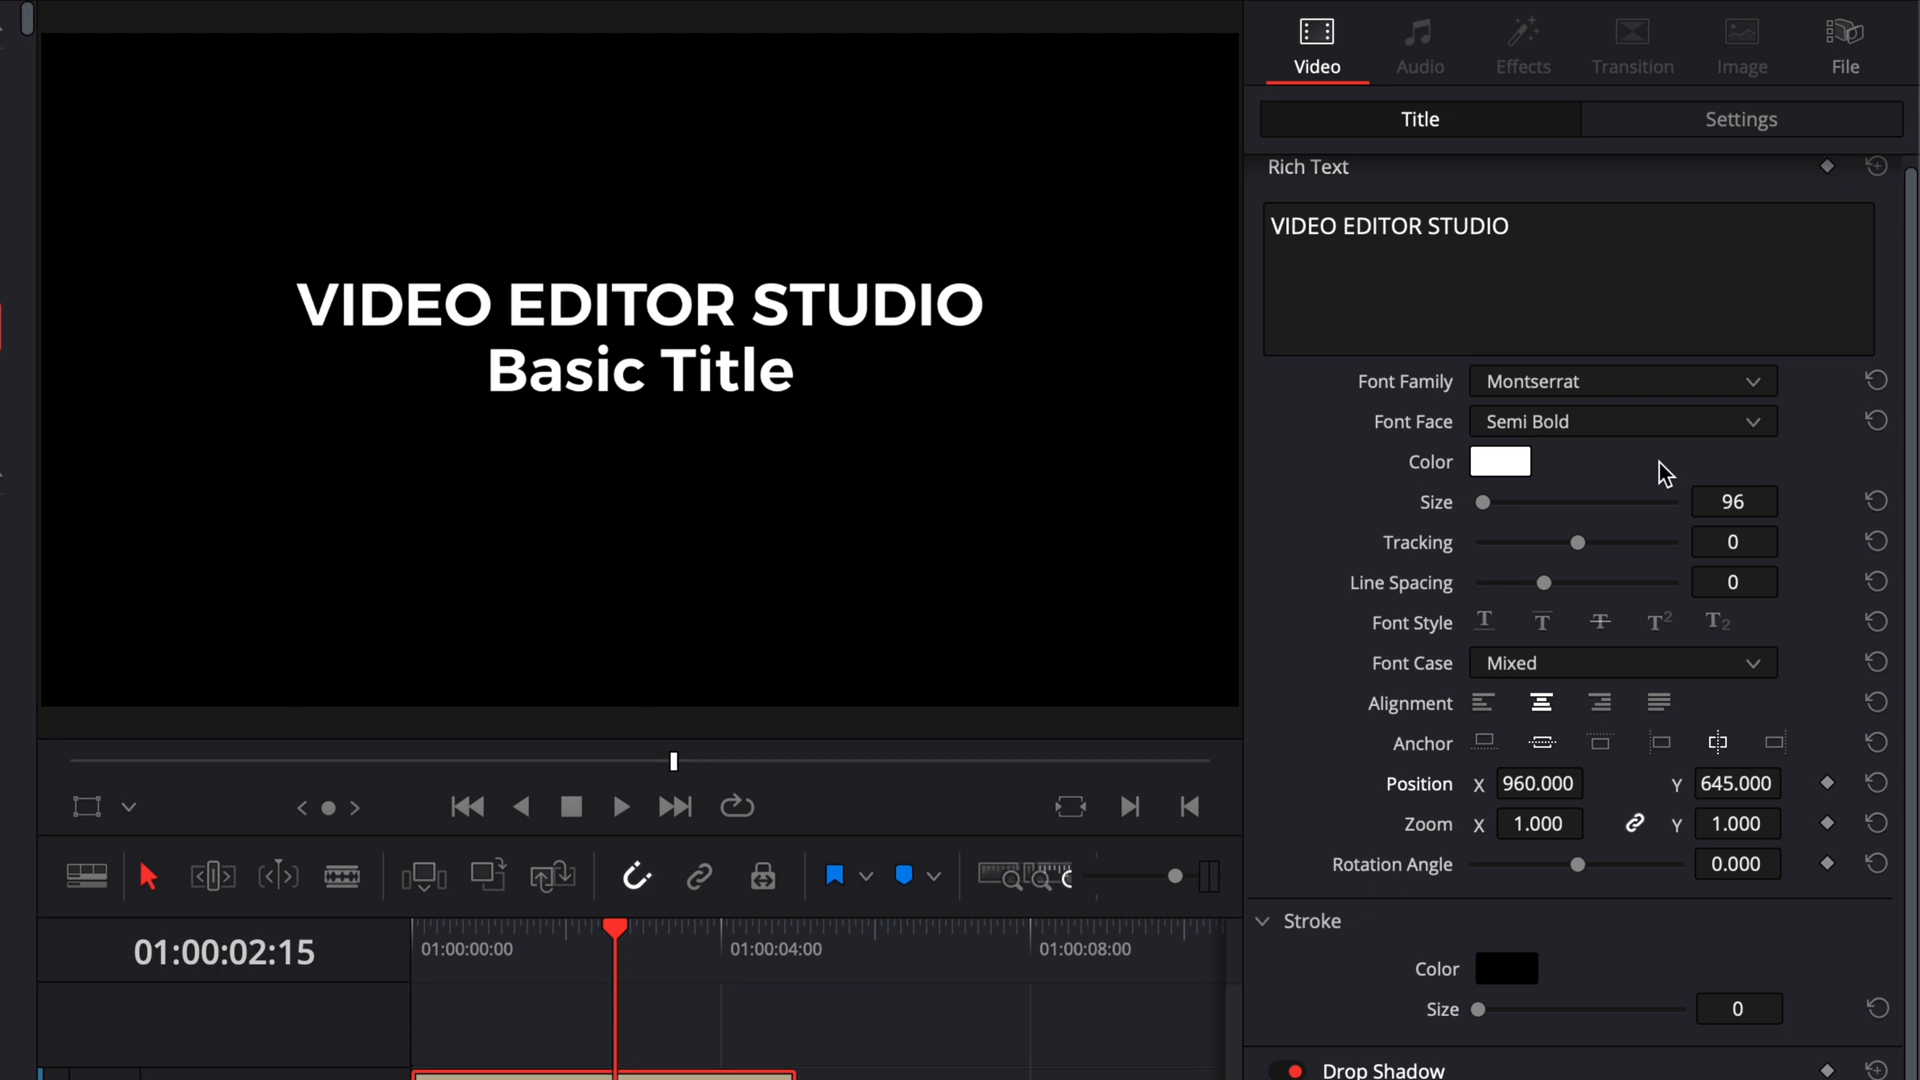 Video
Audio
Effects
Transition
Image
File
Title
Settings
Rich Text
VIDEO EDITOR STUDIO
VIDEO EDITOR STUDIO
Basic Title
Font Family Montserrat
Font Face Semi Bold
Color
Size 96
Tracking 0
Line Spacing 0
Font Style T T T T2 T2
Font Case Mixed
Alignment
Anchor
Position X 960.000 Y 645.000
Zoom X 1.000 Y 1.000
Rotation Angle 0.000
Stroke
Color
Size 0
Drop Shadow
01:00:02:15
01:00:00:00
01:00:04:00
01:00:08:00